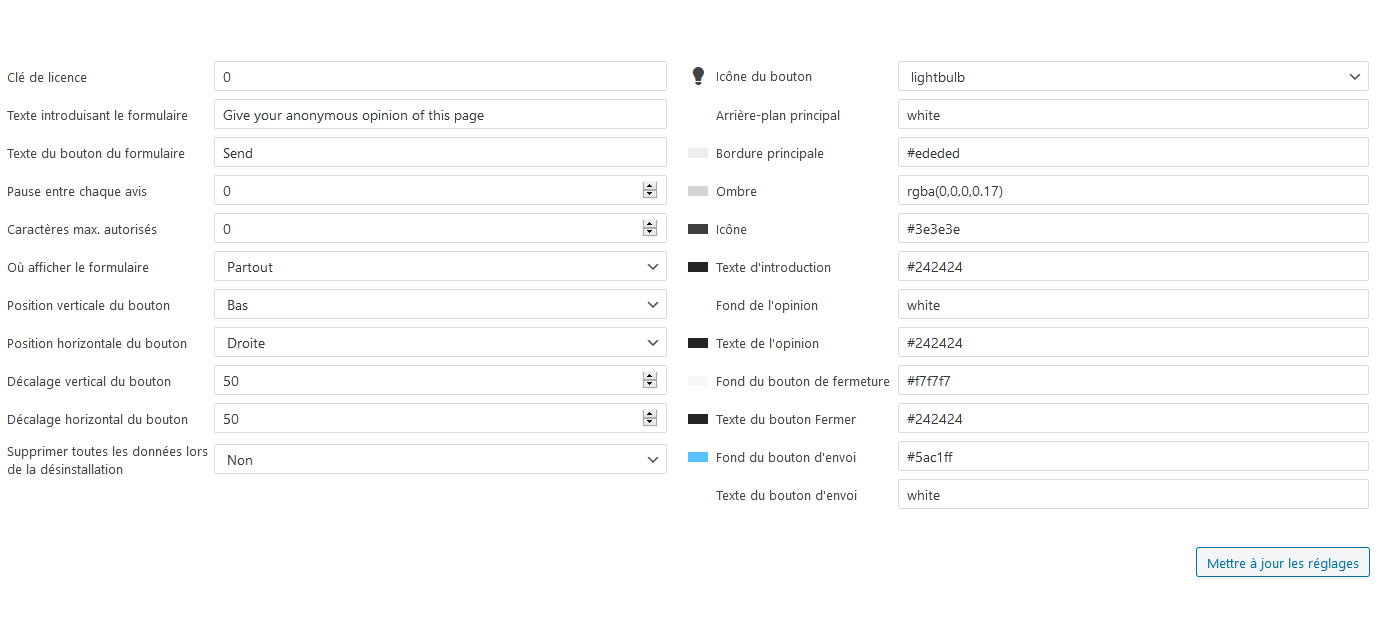 Clé de licence
0
Texte introduisant le formulaire
Give your anonymous opinion of this page
Texte du bouton du formulaire
Send
Pause entre chaque avis
0
Caractères max. autorisés
0
Où afficher le formulaire
Partout
Position verticale du bouton
Bas
Position horizontale du bouton
Droite
Décalage vertical du bouton
50
Décalage horizontal du bouton
50
Supprimer toutes les données lors
de la désinstallation
Non
Icône du bouton
lightbulb
Arrière-plan principal
white
Bordure principale
#ededed
Ombre
rgba(0,0,0,0.17)
Icône
#3e3e3e
Texte d'introduction
#242424
Fond de l'opinion
white
Texte de l'opinion
#242424
Fond du bouton de fermeture
#f7f7f7
Texte du bouton Fermer
#242424
Fond du bouton d'envoi
#5ac1ff
Texte du bouton d'envoi
white
Mettre à jour les réglages